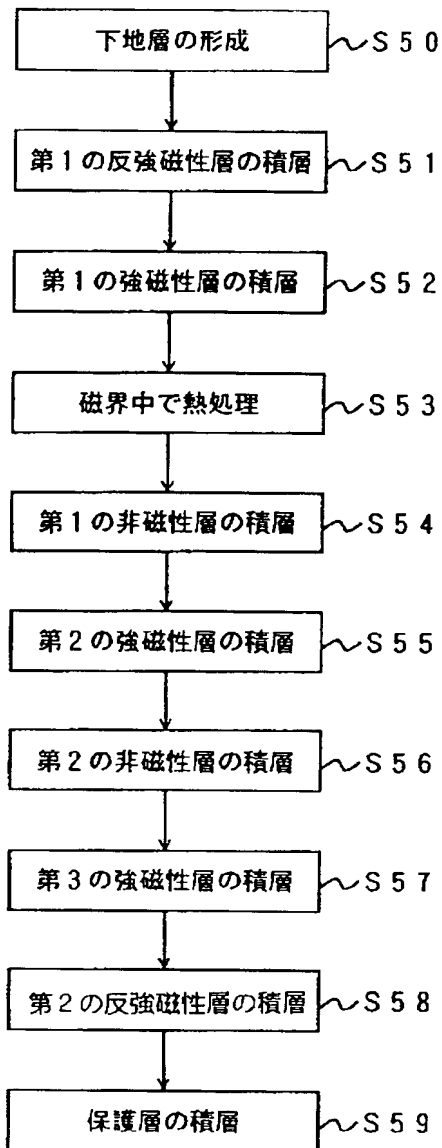 下地層の形成 S50
第1の反強磁性層の積層 S51
第1の強磁性層の積層 S52
磁界中で熱処理 S53
第1の非磁性層の積層 S54
第2の強磁性層の積層 S55
第2の非磁性層の積層 S56
第3の強磁性層の積層 S57
第2の反強磁性層の積層 S58
保護層の積層 S59